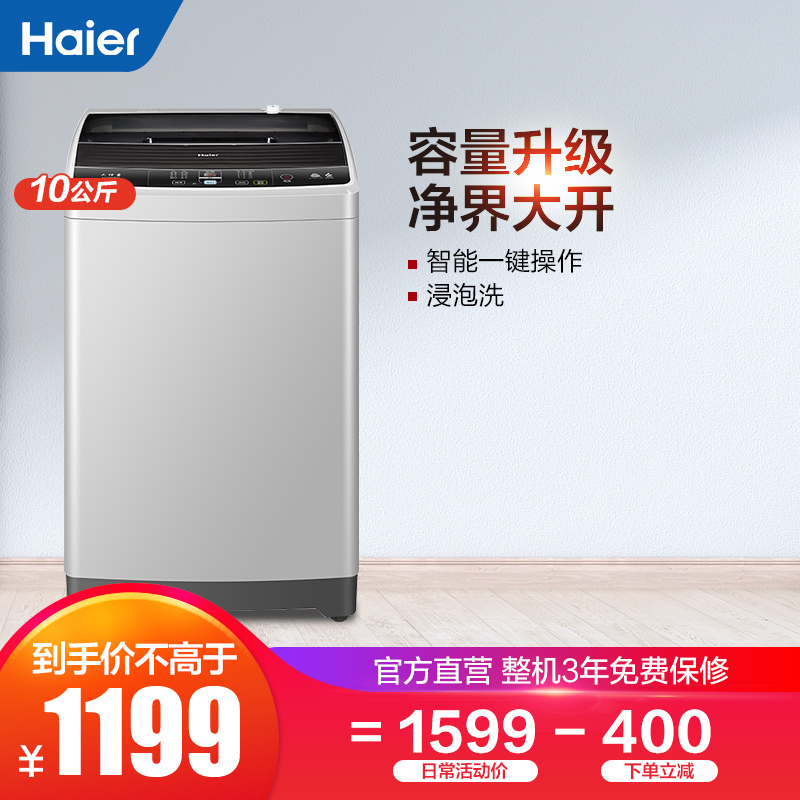 Haier
容量升级
净界大开
智能一键操作
浸泡洗
Haier
10公斤
到手价不高于
¥1199
官方直营 整机3年免费保修
=1599-400
日常活动价
下单立减